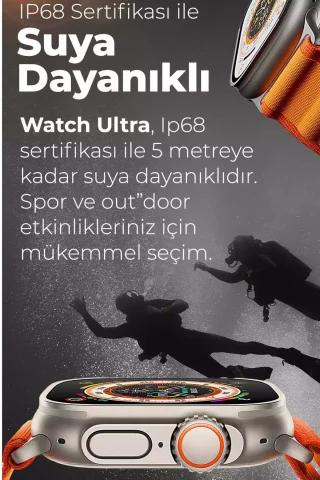 IP68 Sertifikası ile
Suya
Dayanıklı
Watch Ultra, Ip68
sertifikası ile 5 metreye
kadar suya dayanıklıdır.
Spor ve out”door
etkinlikleriniz için
mükemmel seçim.